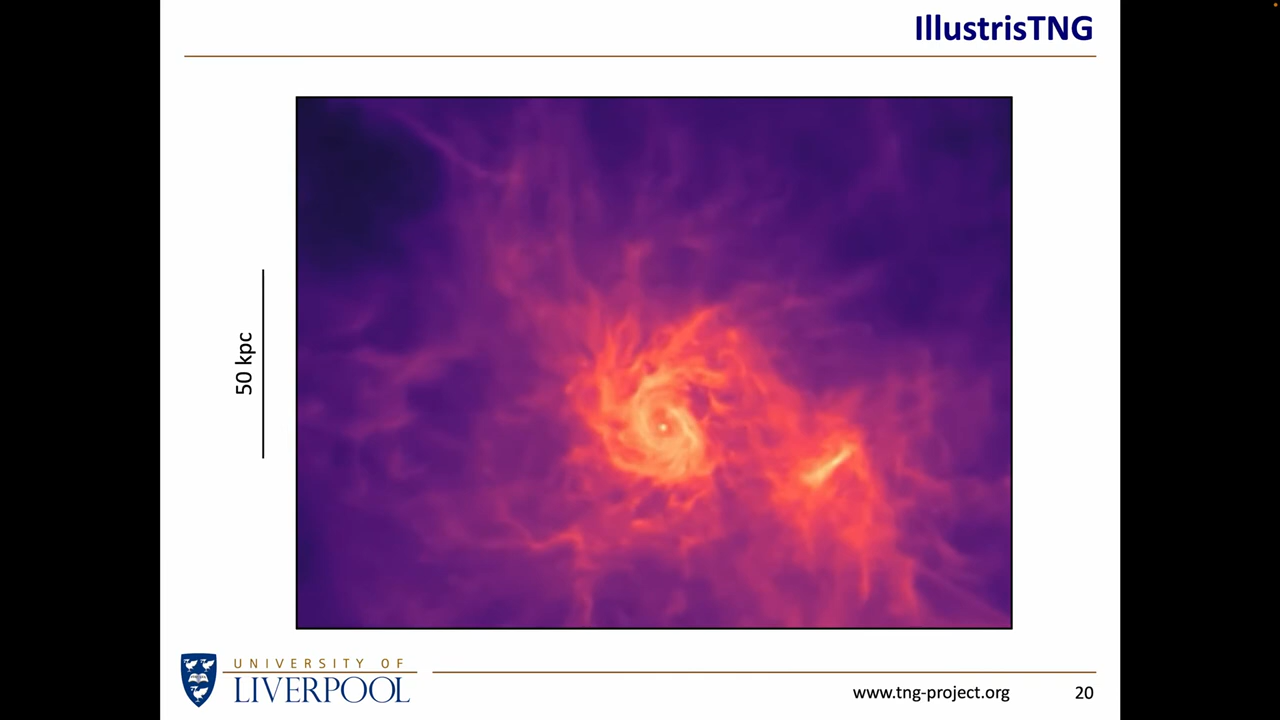 IllustrisTNG
50 kpc
UNIVERSITY OF
LIVERPOOL
www.tng-project.org
20